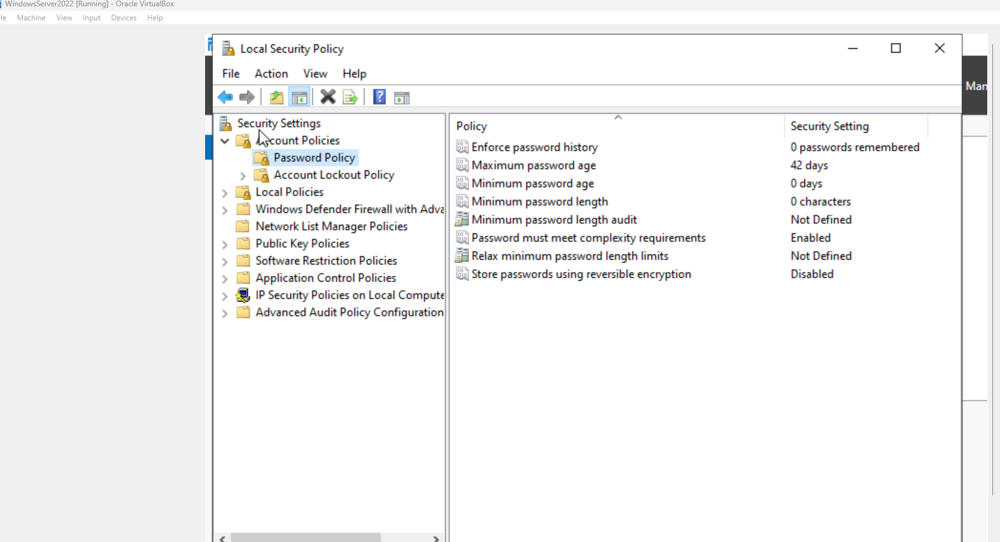 WindowsServer2022 [Running] - Oracle VirtualBox
Machine View Input Devices Help
Local Security Policy
File Action View Help
Man
Security Settings
Account Policies
Password Policy
Account Lockout Policy
Local Policies
Windows Defender Firewall with Adva
Network List Manager Policies
Public Key Policies
Software Restriction Policies
Application Control Policies
IP Security Policies on Local Compute
Advanced Audit Policy Configuration
Policy Security Setting
Enforce password history 0 passwords remembered
Maximum password age 42 days
Minimum password age 0 days
Minimum password length 0 characters
Minimum password length audit Not Defined
Password must meet complexity requirements Enabled
Relax minimum password length limits Not Defined
Store passwords using reversible encryption Disabled